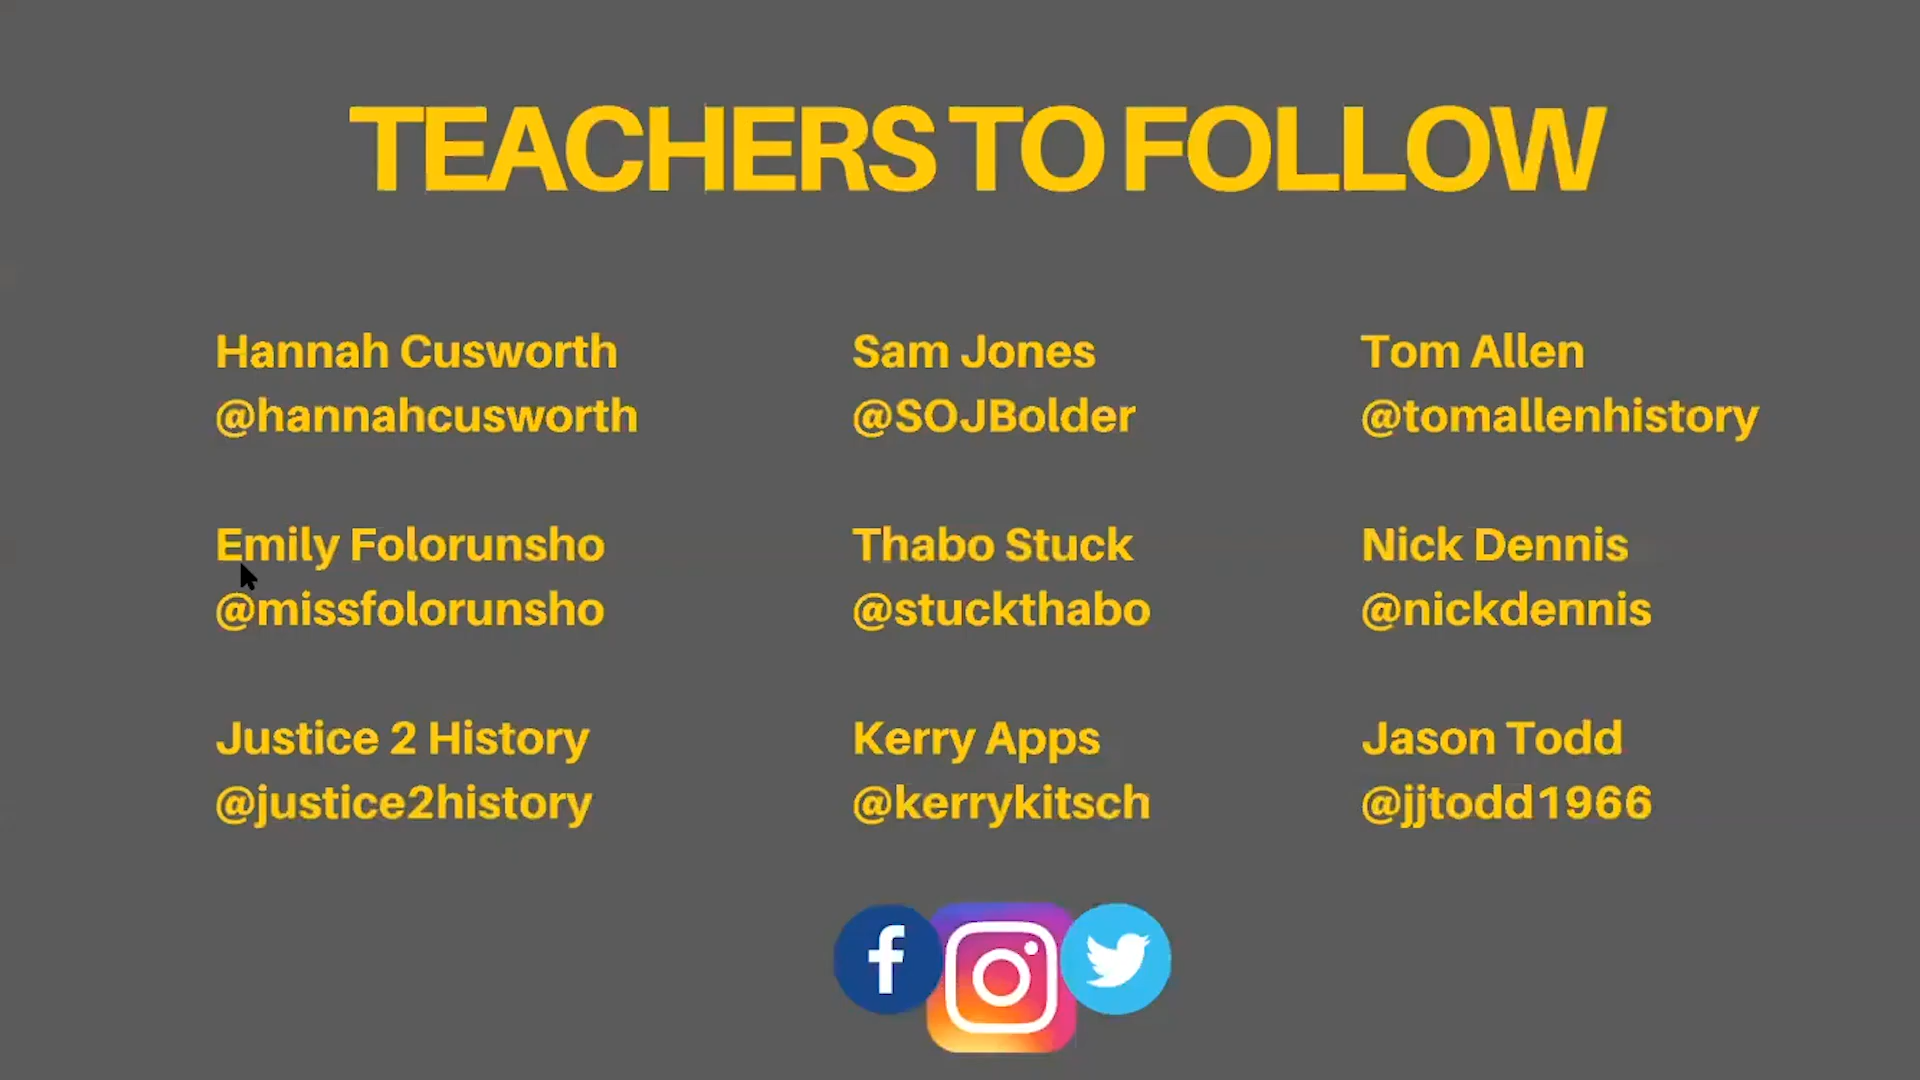 TEACHERS TO FOLLOW
Hannah Cusworth
@hannahcusworth
Emily Folorunsho
@missfolorunsho
Justice 2 History
@justice2history
Sam Jones
@SOJBolder
Thabo Stuck
@stuckthabo
Kerry Apps
@kerrykitsch
Tom Allen
@tomallenhistory
Nick Dennis
@nickdennis
Jason Todd
@jjtodd1966